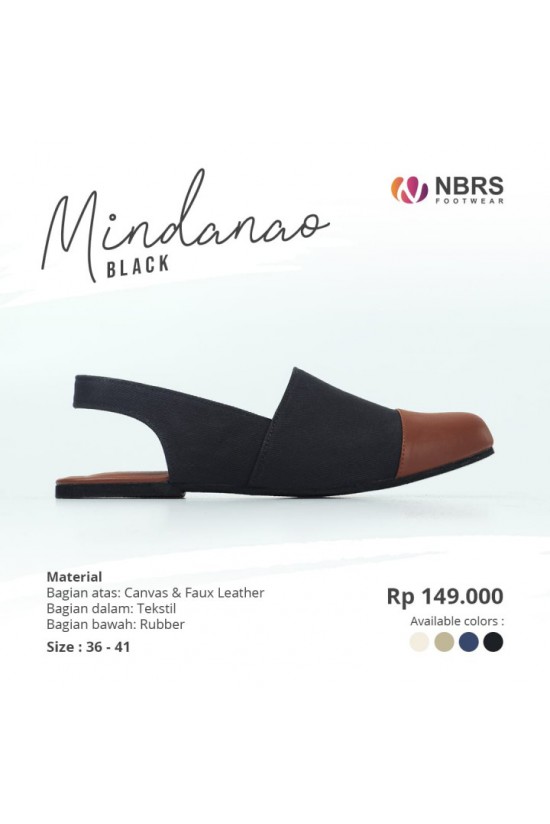 Mindanao
BLACK
NBRS
FOOTWEAR
Material
Bagian atas: Canvas & Faux Leather
Bagian dalam: Tekstil
Bagian bawah: Rubber
Size : 36 - 41
Rp 149.000
Available colors :